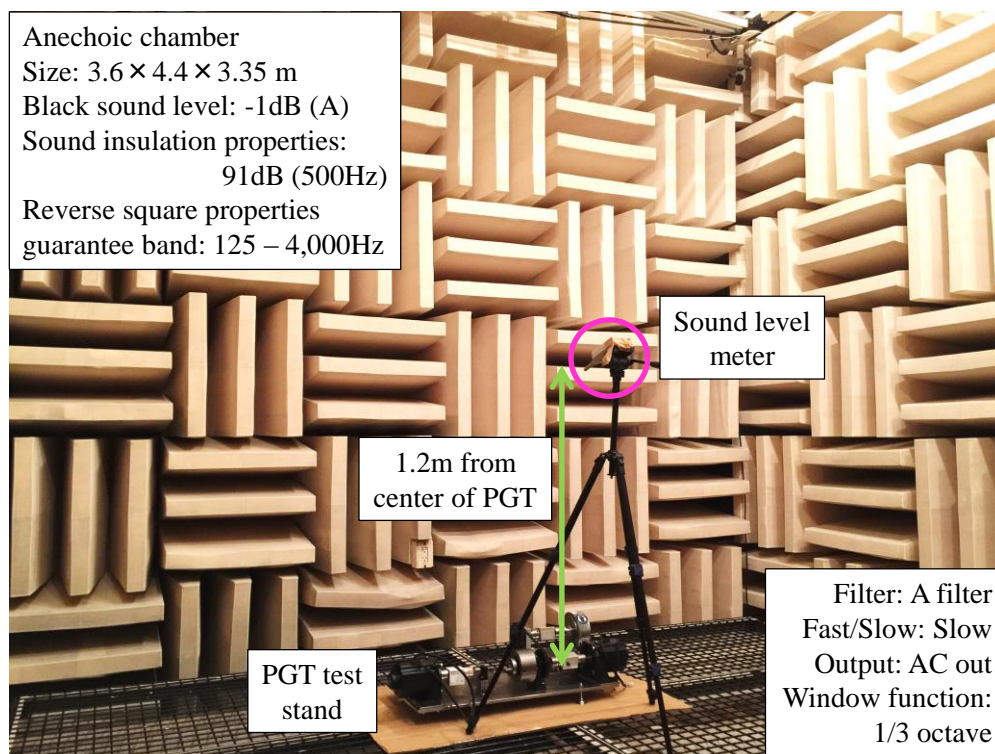 Anechoic chamber
Size: 3.6 × 4.4 × 3.35 m
Black sound level: -1dB (A)
Sound insulation properties:
91dB (500Hz)
Reverse square properties
guarantee band: 125 – 4,000Hz
Sound level
meter
1.2m from
center of PGT
PGT test
stand
Filter: A filter
Fast/Slow: Slow
Output: AC out
Window function:
1/3 octave